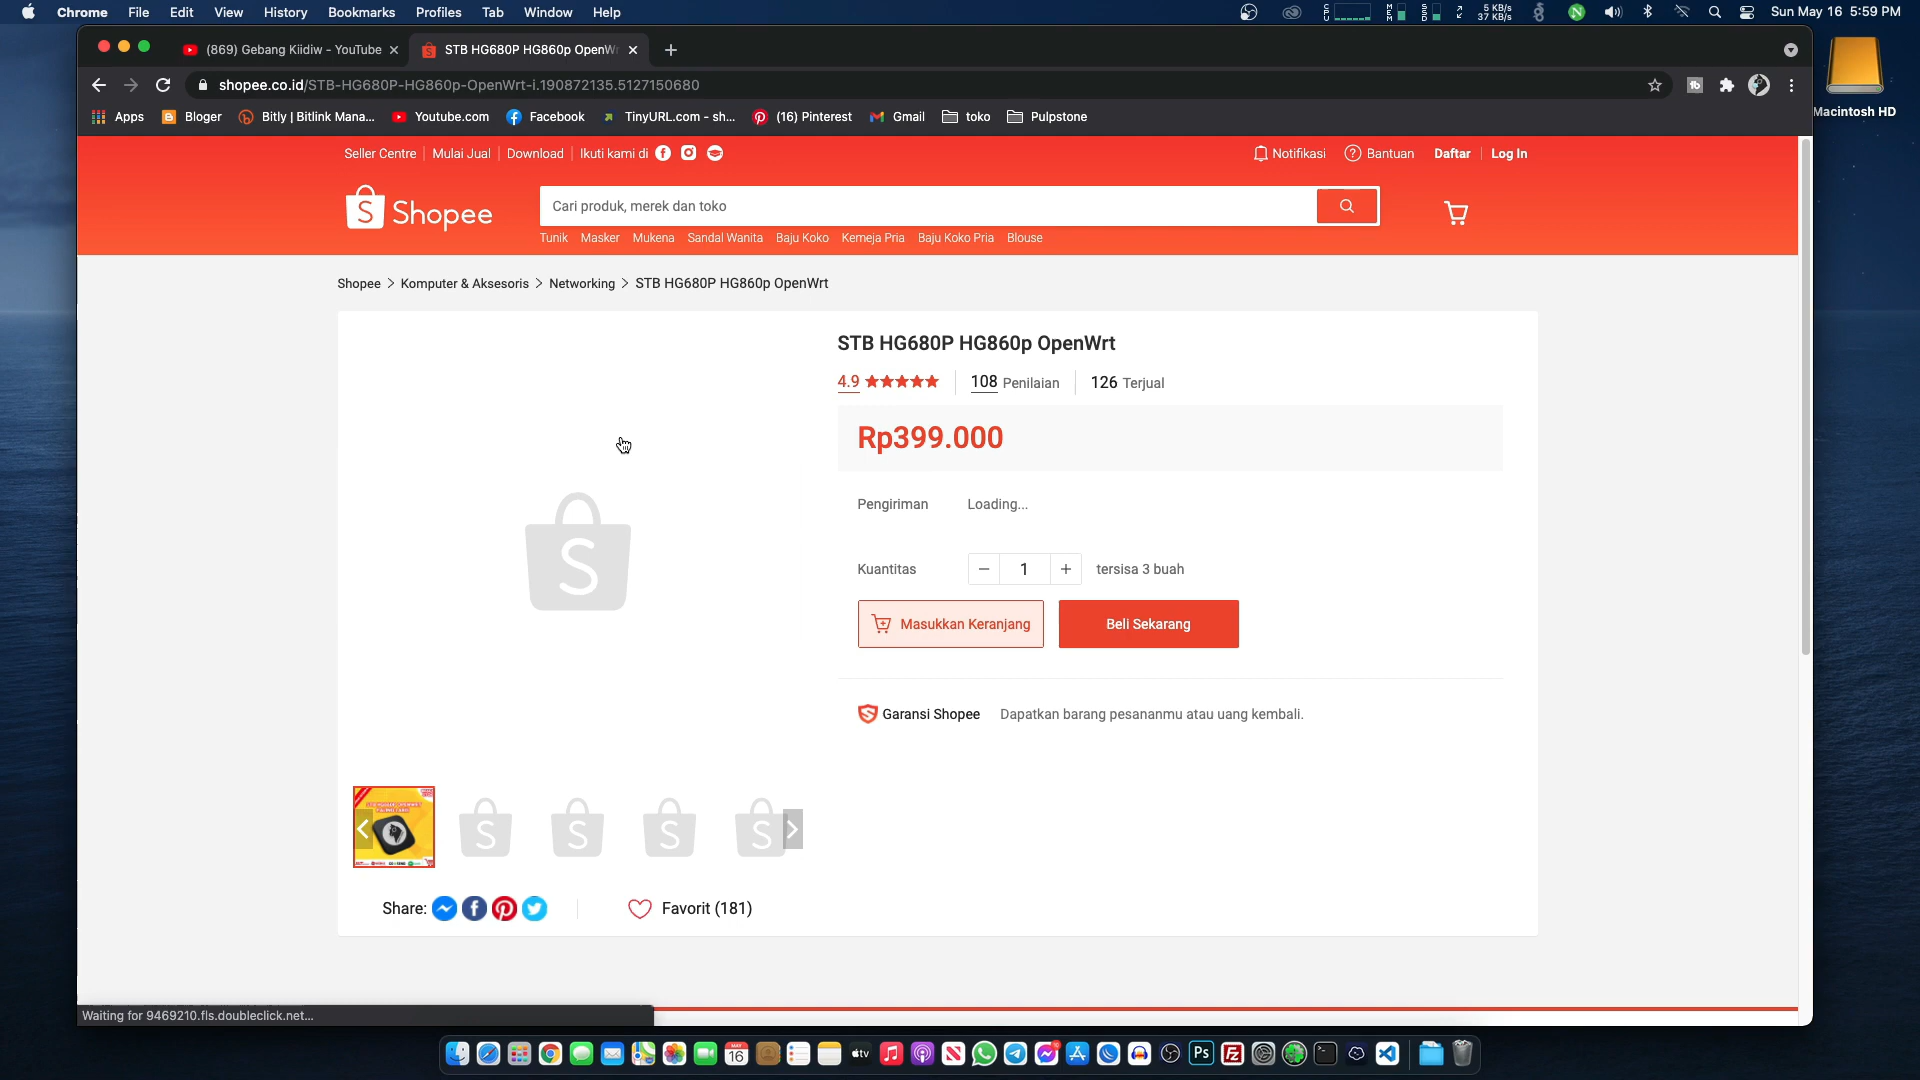 Chrome File Edit View History Bookmarks Profiles Tab Window Help
5 KB/s
37 KB/s
Sun May 16 5:59 PM
(869) Gebang Kiidiw - YouTube
STB HG680P HG860p OpenWr
shopee.co.id/STB-HG680P-HG860p-OpenWrt-i.190872135.5127150680
Apps Bloger Bitly | Bitlink Mana... Youtube.com Facebook TinyURL.com - sh... (16) Pinterest Gmail toko Pulpstone
Macintosh HD
Seller Centre Mulai Jual Download Ikuti kami di
Notifikasi Bantuan Daftar Log In
Shopee
Cari produk, merek dan toko
Tunik Masker Mukena Sandal Wanita Baju Koko Kemeja Pria Baju Koko Pria Blouse
Shopee > Komputer & Aksesoris > Networking > STB HG680P HG860p OpenWrt
STB HG680P HG860p OpenWrt
4.9 108 Penilaian 126 Terjual
Rp399.000
Pengiriman Loading...
Kuantitas − 1 + tersisa 3 buah
Masukkan Keranjang Beli Sekarang
Garansi Shopee Dapatkan barang pesananmu atau uang kembali.
Share: Favorit (181)
Waiting for 9469210.fls.doubleclick.net...